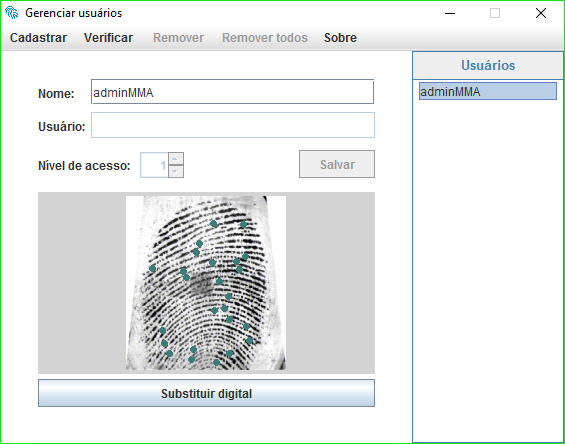 Gerenciar usuários
Cadastrar Verificar Remover Remover todos Sobre
Usuários
adminMMA
Nome: adminMMA
Usuário:
Nível de acesso: 1 Salvar
Substituir digital